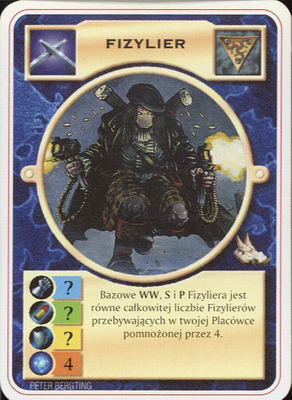 FIZYLIER
?
?
?
4
Bazowe WW, S i P Fizyliera jest
równe całkowitej liczbie Fizylierów
przebywających w twojej Placówce
pomnożonej przez 4.
PETER BERGTING